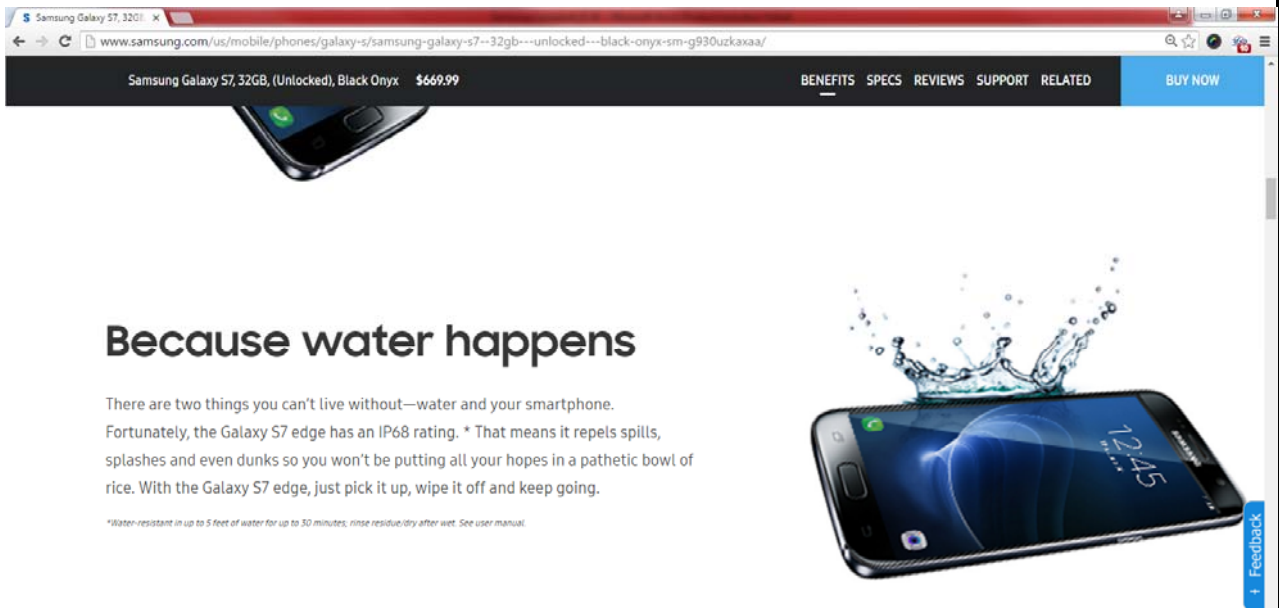 S Samsung Galaxy S7, 32GB
www.samsung.com/us/mobile/phones/galaxy-s/samsung-galaxy-s7--32gb---unlocked---black-onyx-sm-g930uzkaxaa/
10
Samsung Galaxy S7, 32GB, (Unlocked), Black Onyx $669.99
BENEFITS SPECS REVIEWS SUPPORT RELATED
BUY NOW
Because water happens
There are two things you can't live without—water and your smartphone.
Fortunately, the Galaxy S7 edge has an IP68 rating. * That means it repels spills,
splashes and even dunks so you won't be putting all your hopes in a pathetic bowl of
rice. With the Galaxy S7 edge, just pick it up, wipe it off and keep going.
*Water-resistant in up to 5 feet of water for up to 30 minutes; rinse residue/dry after wet. See user manual.
12:45
SAMSUNG
+ Feedback